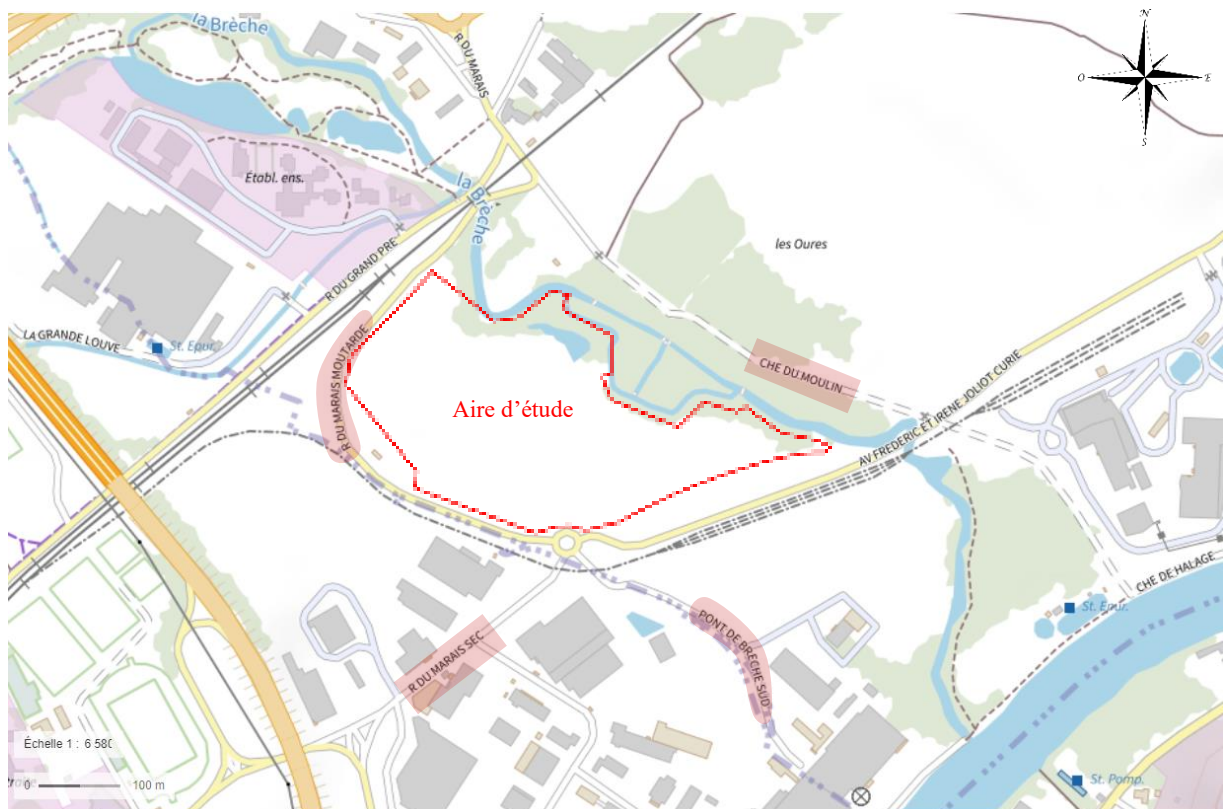 la Brèche
R DU MARAIS
N
O
E
S
Établ. ens.
la Brèche
R DU GRAND PRE
les Oures
LA GRANDE LOUVE
St. Epur.
R DU MARAIS MOUTARDE
CHE DU MOULIN
Aire d'étude
AV FREDERIC ET IRENE JOLIOT CURIE
CHE DE HALAGE
St. Epur.
PONT DE BRECHE SUD
R DU MARAIS SEC
Échelle 1 : 6 580
0
100 m
St. Pomp.